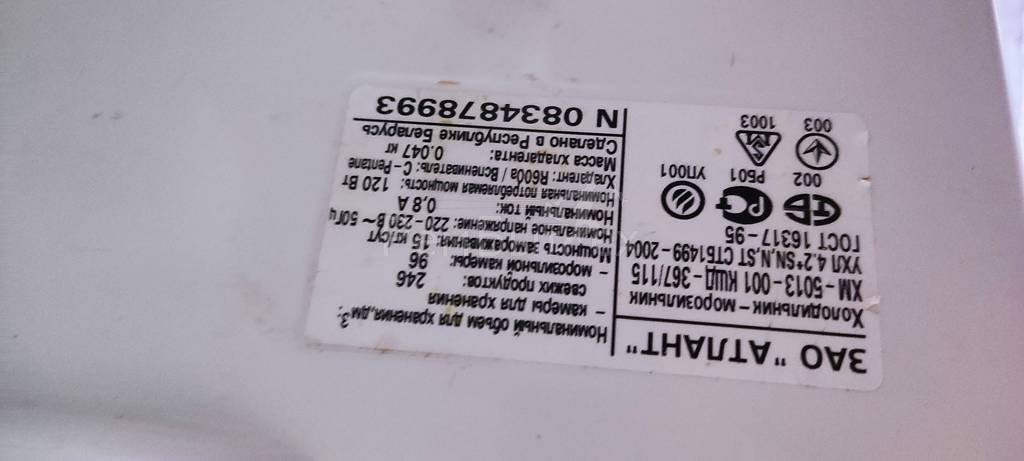 ЗАО "АТЛАНТ"
Холодильник – морозильник
ХМ – 5013 – 001 КШД – 367/115
УХЛ 4.2*SN,N,ST СТБ1499 – 2004
ГОСТ 16317 – 95
002 РБ01 УП001
003 1003
Номинальный объем для хранения,дм³:
– камеры для хранения
свежих продуктов: 246
– морозильной камеры: 96
Мощность замораживания: 15 кг/сут
Номинальное напряжение: 220 – 230 В ~ 50Гц
Номинальный ток: 0,8 А
Номинальная потребляемая мощность: 120 Вт
Хладагент: R600a / Вспениватель: C – Pentane
Масса хладагента: 0.047 кг
Сделано в Республике Беларусь
N 0834878993